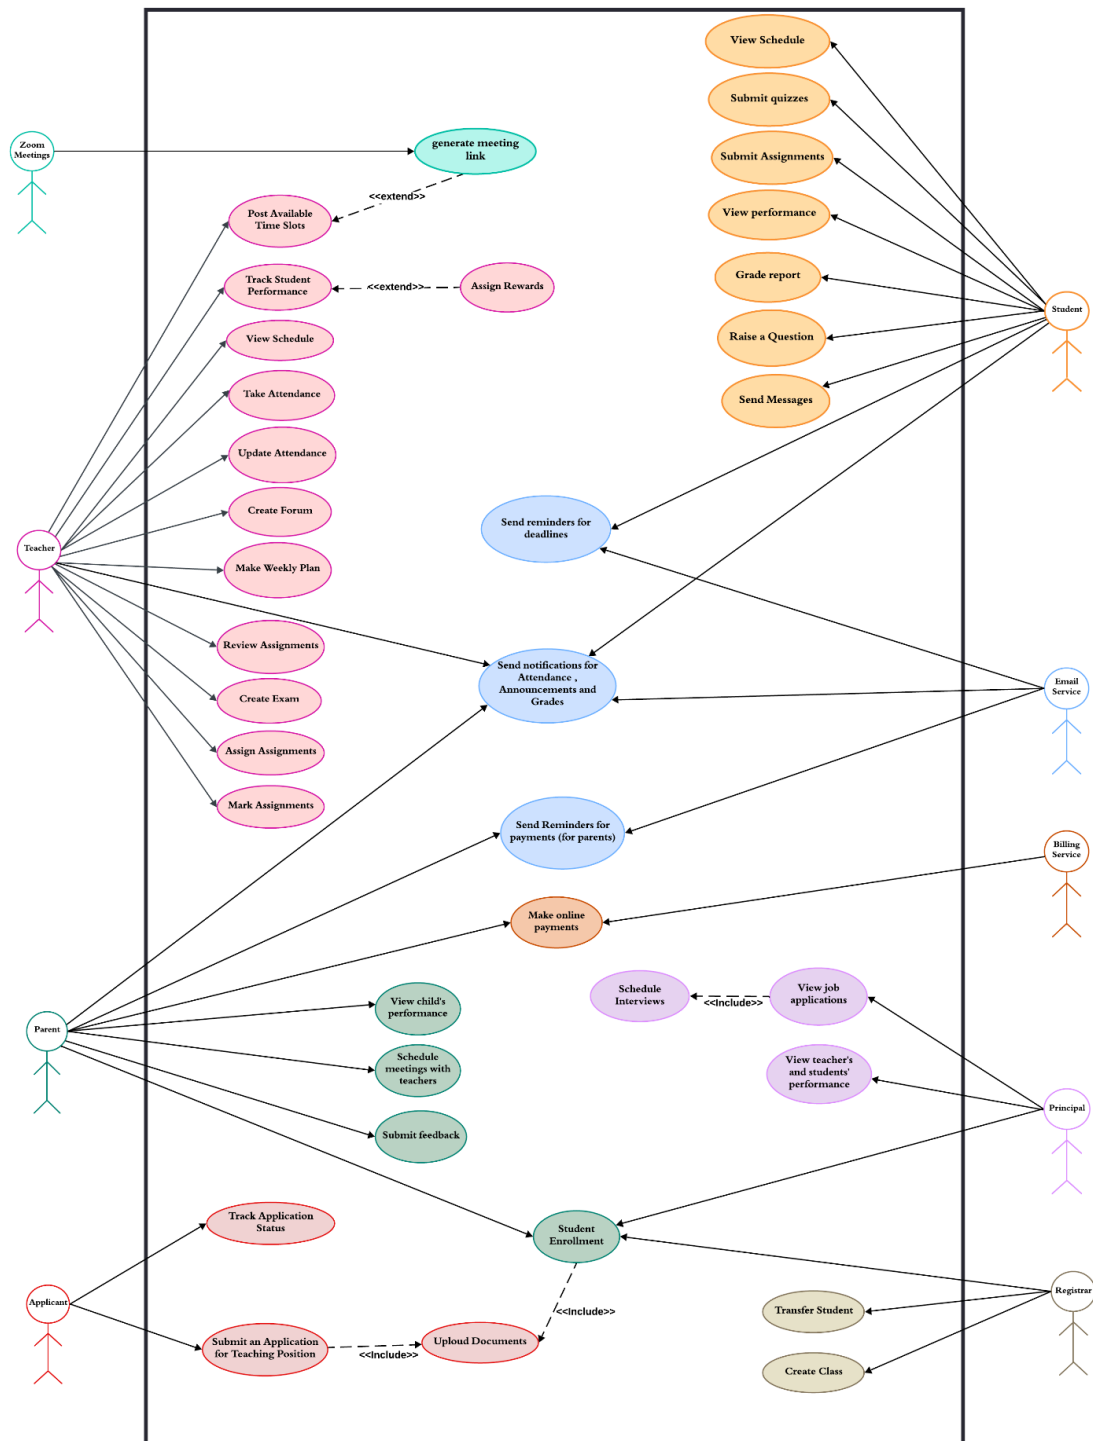 View Schedule
Submit quizzes
Zoom
Meetings
generate meeting
link
Submit Assignments
<<extend>>
Post Available
Time Slots
View performance
Track Student
Performance
<<extend>>
Assign Rewards
Grade report
Student
View Schedule
Raise a Question
Take Attendance
Send Messages
Update Attendance
Create Forum
Send reminders for
deadlines
Teacher
Make Weekly Plan
Review Assignments
Send notifications for
Attendance ,
Announcements and
Grades
Email
Service
Create Exam
Assign Assignments
Mark Assignments
Send Reminders for
payments (for parents)
Billing
Service
Make online
payments
Schedule
Interviews
<<Include>>
View job
applications
View child's
performance
Parent
Schedule
meetings with
teachers
View teacher's
and students'
performance
Principal
Submit feedback
Track Application
Status
Student
Enrollment
Applicant
Registrar
<<Include>>
Transfer Student
Submit an Application
for Teaching Position
<<Include>>
Uploud Documents
Create Class